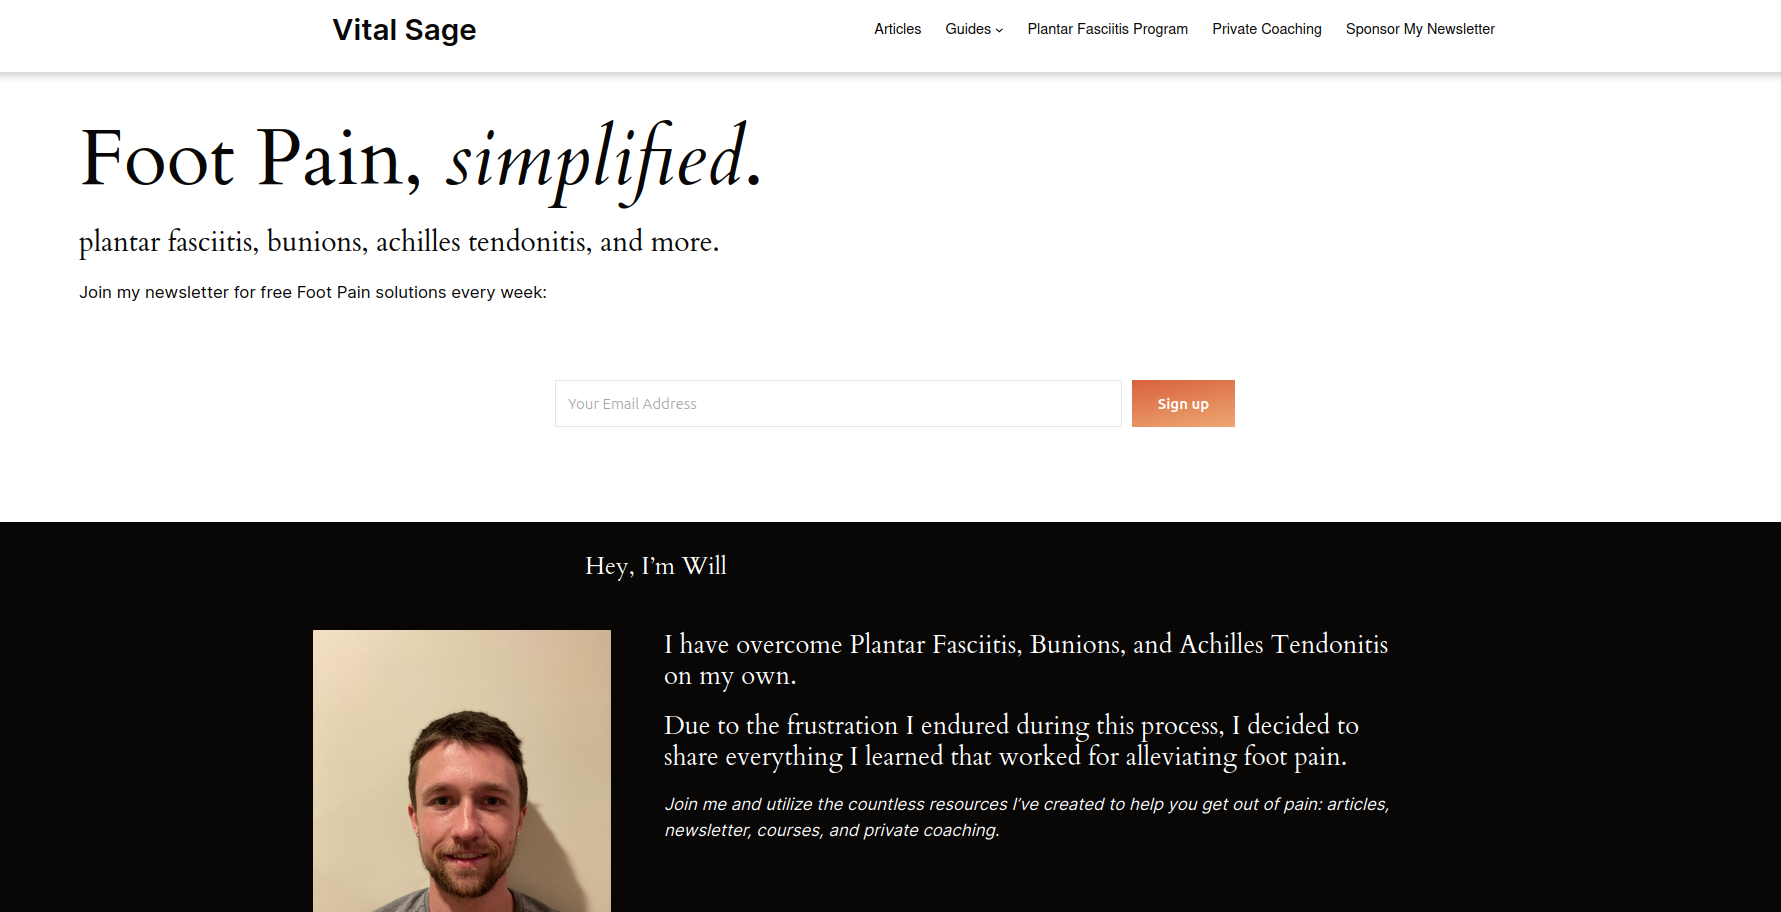 Vital Sage
Articles
Guides
Plantar Fasciitis Program
Private Coaching
Sponsor My Newsletter
Foot Pain, simplified.
plantar fasciitis, bunions, achilles tendonitis, and more.
Join my newsletter for free Foot Pain solutions every week:
Your Email Address
Sign up
Hey, I’m Will
I have overcome Plantar Fasciitis, Bunions, and Achilles Tendonitis
on my own.
Due to the frustration I endured during this process, I decided to
share everything I learned that worked for alleviating foot pain.
Join me and utilize the countless resources I’ve created to help you get out of pain: articles,
newsletter, courses, and private coaching.